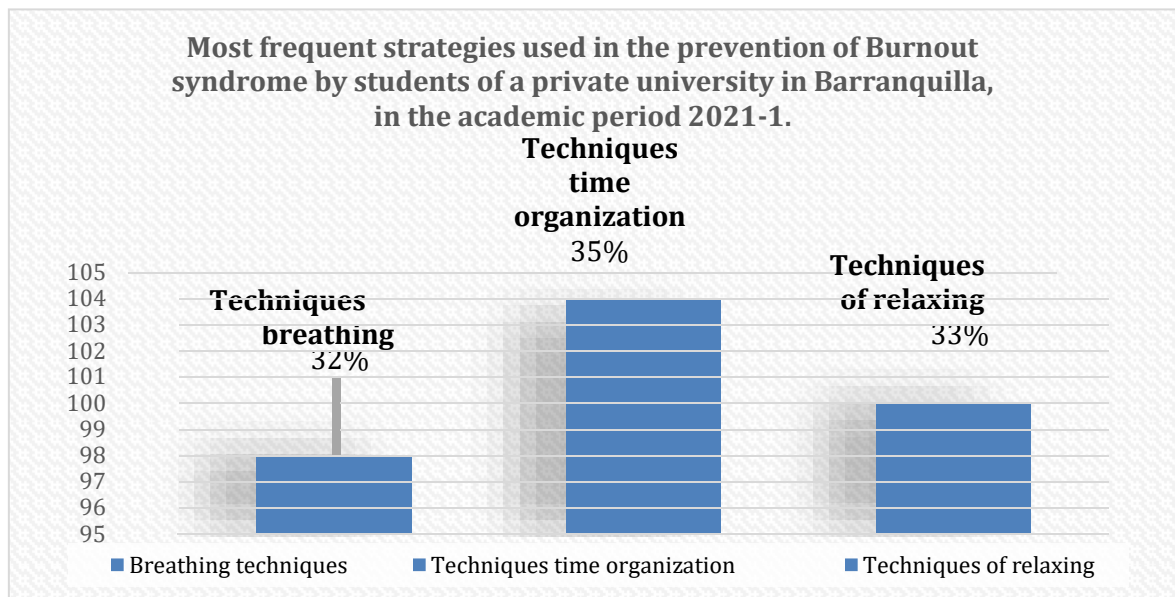 Most frequent strategies used in the prevention of Burnout
syndrome by students of a private university in Barranquilla,
in the academic period 2021-1.
Techniques
time
organization
35%
Techniques
breathing
32%
Techniques
of relaxing
33%
105
104
103
102
101
100
99
98
97
96
95
Breathing techniques
Techniques time organization
Techniques of relaxing